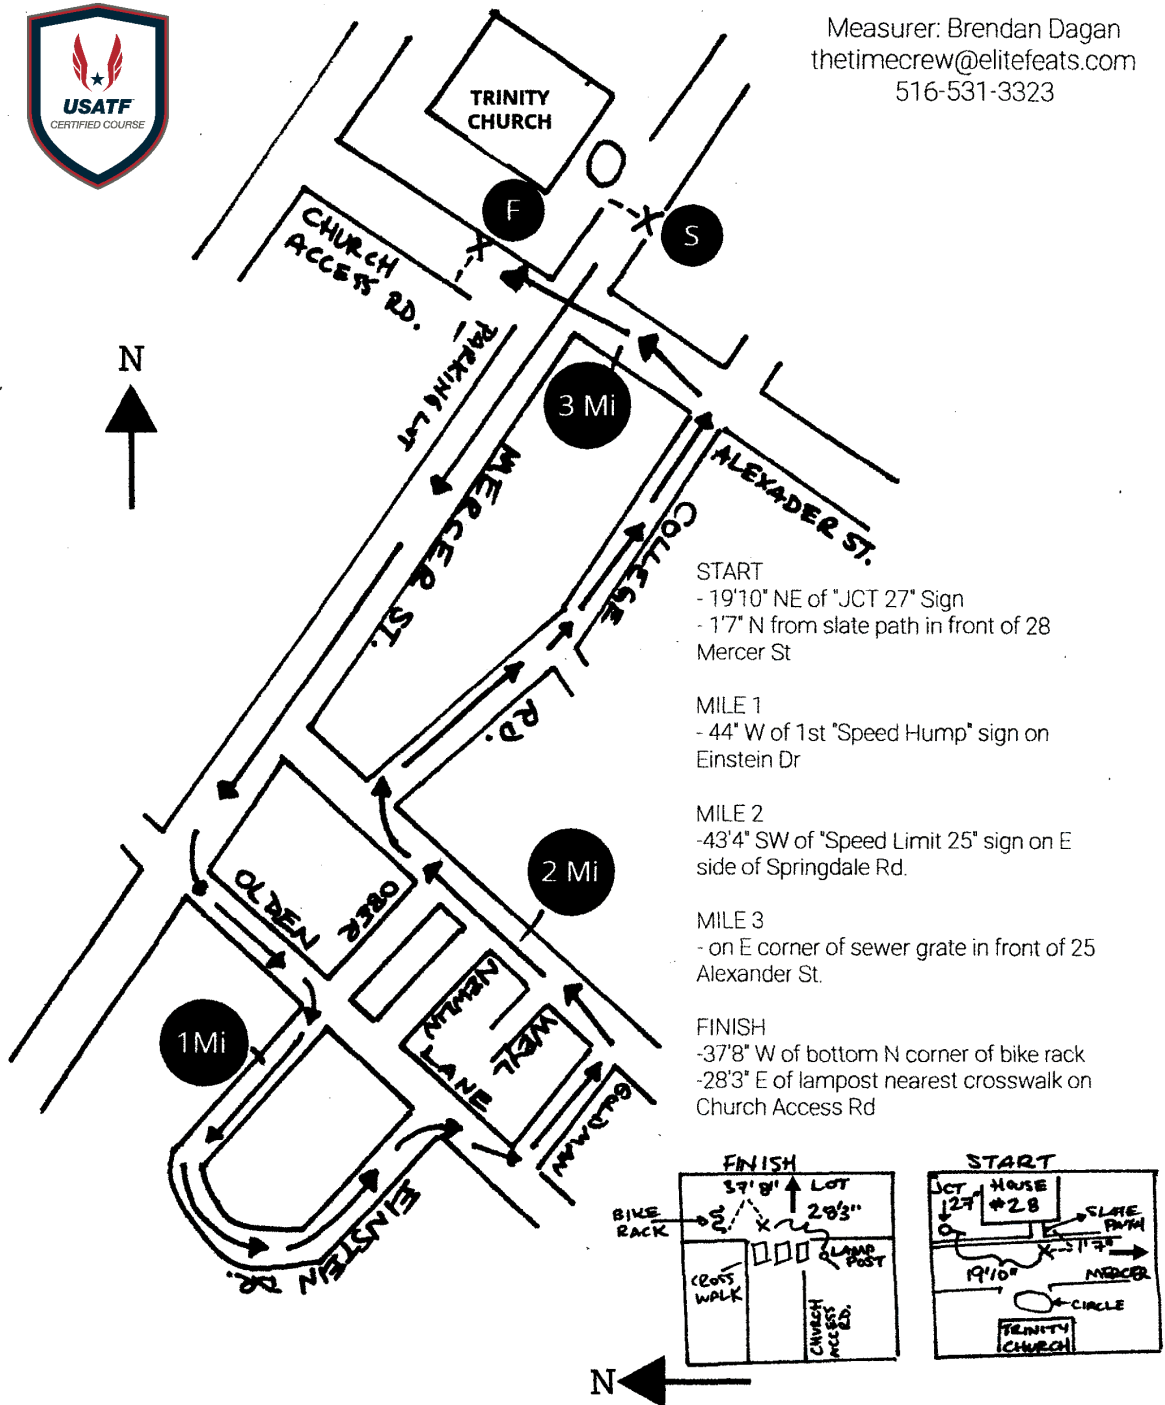 USATF
CERTIFIED COURSE
Measurer: Brendan Dagan
thetimecrew@elitefeats.com
516-531-3323
TRINITY
CHURCH
F
S
CHURCH
ACCESS RD.
PARKING LOT
N
3 Mi
MERCER ST.
ALEXADER ST.
COLLEGE
RD.
START
- 19'10" NE of "JCT 27" Sign
- 1'7" N from slate path in front of 28
Mercer St
MILE 1
- 44" W of 1st "Speed Hump" sign on
Einstein Dr
MILE 2
-43'4" SW of "Speed Limit 25" sign on E
side of Springdale Rd.
MILE 3
- on E corner of sewer grate in front of 25
Alexander St.
FINISH
-37'8" W of bottom N corner of bike rack
-28'3" E of lampost nearest crosswalk on
Church Access Rd
2 Mi
OLDEN
OBER
NEWLIN
LANE
WEYL
1Mi
GOLDMAN
EINSTEIN
DR.
FINISH
37'8"
LOT
28'3"
BIKE
RACK
LAMP
POST
CROSS
WALK
CHURCH
ACCESS
RD.
START
JCT
27"
HOUSE
#28
SLATE
PATH
1'7"
19'10"
MERCER
CIRCLE
TRINITY
CHURCH
N